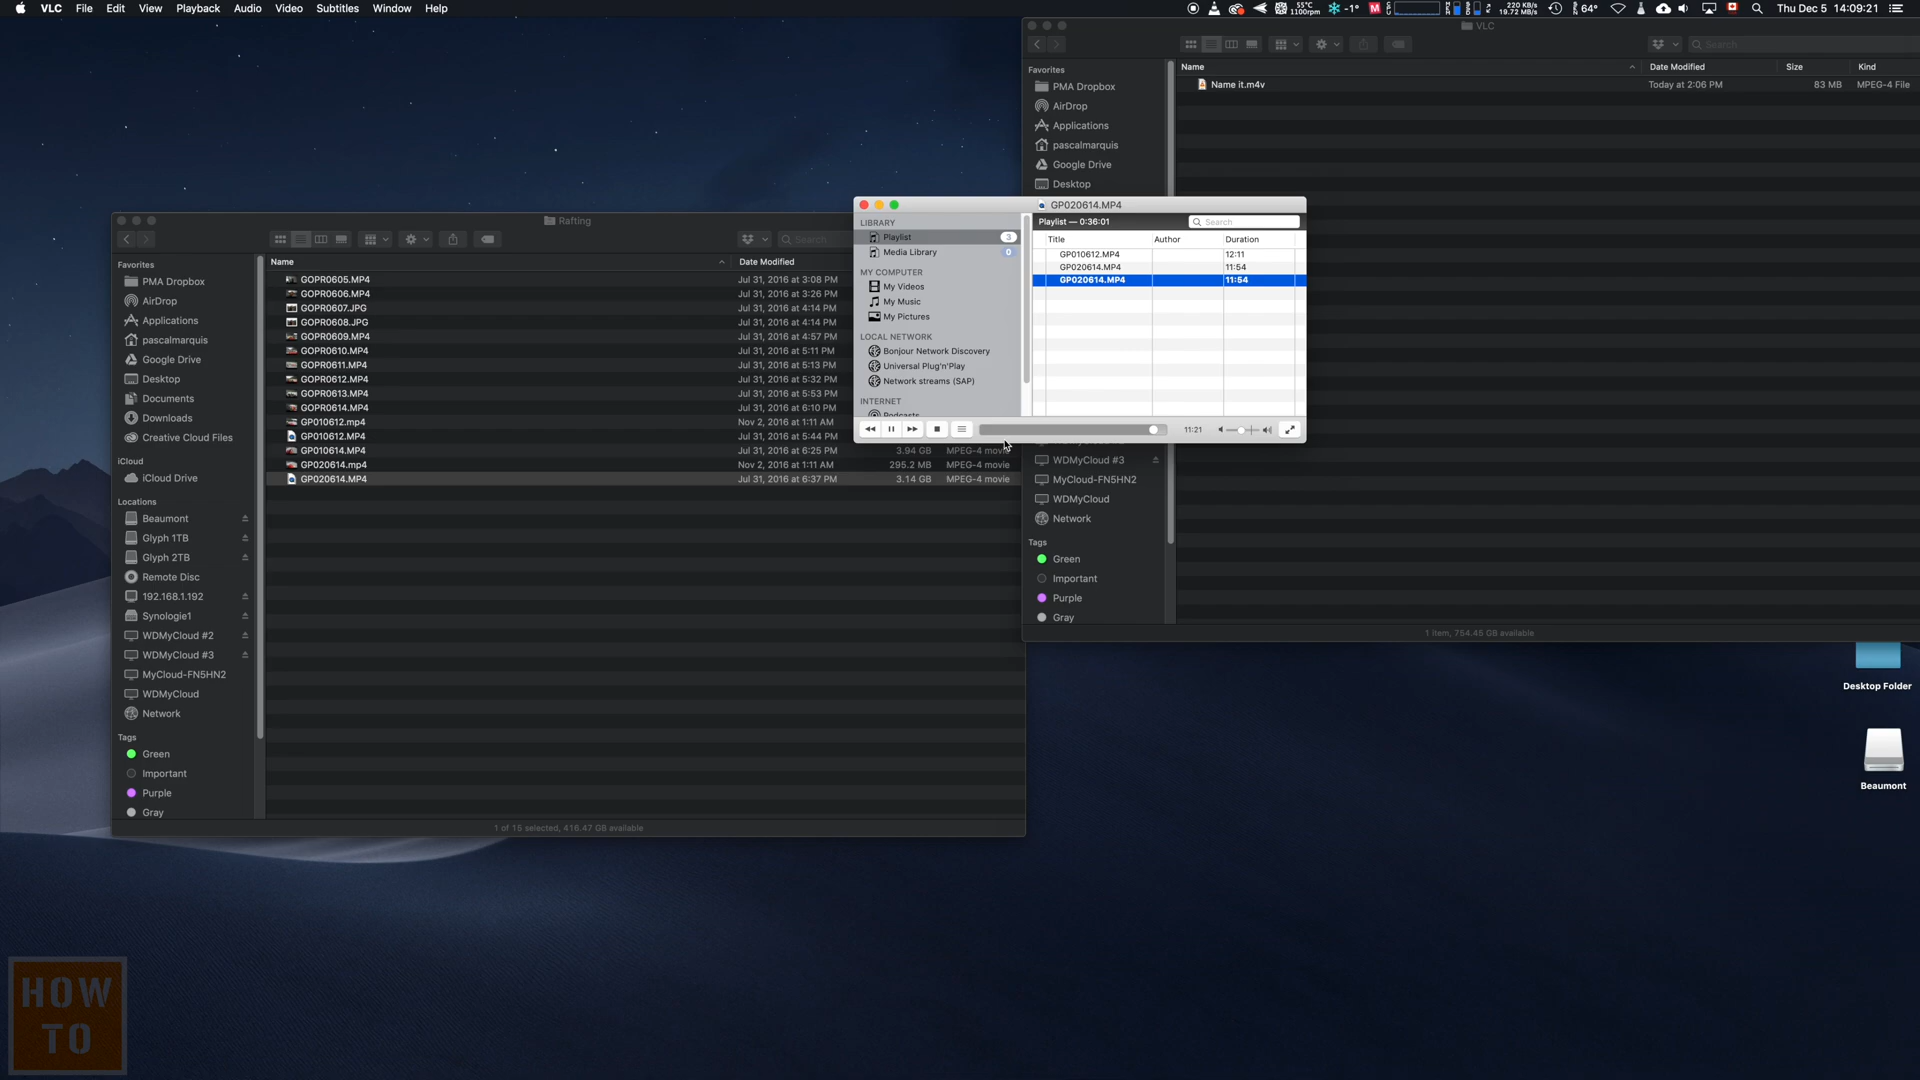 VLC File Edit View Playback Audio Video Subtitles Window Help
55°C
1100rpm
-1°
220 KB/s
19.72 MB/s
64°
Thu Dec 5 14:09:21
VLC
Search
Favorites
PMA Dropbox
AirDrop
Applications
pascalmarquis
Google Drive
Desktop
Name Date Modified Size Kind
Name it.m4v Today at 2:06 PM 83 MB MPEG-4 File
Rafting
Search
Favorites
PMA Dropbox
AirDrop
Applications
pascalmarquis
Google Drive
Desktop
Documents
Downloads
Creative Cloud Files
iCloud
iCloud Drive
Locations
Beaumont
Glyph 1TB
Glyph 2TB
Remote Disc
192.168.1.192
Synologie1
WDMyCloud #2
WDMyCloud #3
MyCloud-FN5HN2
WDMyCloud
Network
Tags
Green
Important
Purple
Gray
Name Date Modified
GOPR0605.MP4 Jul 31, 2016 at 3:08 PM
GOPR0606.MP4 Jul 31, 2016 at 3:26 PM
GOPR0607.JPG Jul 31, 2016 at 4:14 PM
GOPR0608.JPG Jul 31, 2016 at 4:14 PM
GOPR0609.MP4 Jul 31, 2016 at 4:57 PM
GOPR0610.MP4 Jul 31, 2016 at 5:11 PM
GOPR0611.MP4 Jul 31, 2016 at 5:13 PM
GOPR0612.MP4 Jul 31, 2016 at 5:32 PM
GOPR0613.MP4 Jul 31, 2016 at 5:53 PM
GOPR0614.MP4 Jul 31, 2016 at 6:10 PM
GP010612.mp4 Nov 2, 2016 at 1:11 AM
GP010612.MP4 Jul 31, 2016 at 5:44 PM
GP010614.MP4 Jul 31, 2016 at 6:25 PM 3.94 GB MPEG-4 movie
GP020614.mp4 Nov 2, 2016 at 1:11 AM 295.2 MB MPEG-4 movie
GP020614.MP4 Jul 31, 2016 at 6:37 PM 3.14 GB MPEG-4 movie
1 of 15 selected, 416.47 GB available
GP020614.MP4
LIBRARY
Playlist 3
Media Library 0
MY COMPUTER
My Videos
My Music
My Pictures
LOCAL NETWORK
Bonjour Network Discovery
Universal Plug'n'Play
Network streams (SAP)
INTERNET
Podcasts
Playlist — 0:36:01
Search
Title Author Duration
GP010612.MP4 12:11
GP020614.MP4 11:54
GP020614.MP4 11:54
11:21
WDMyCloud #3
MyCloud-FN5HN2
WDMyCloud
Network
Tags
Green
Important
Purple
Gray
1 item, 764.45 GB available
Desktop Folder
Beaumont
HOW
TO